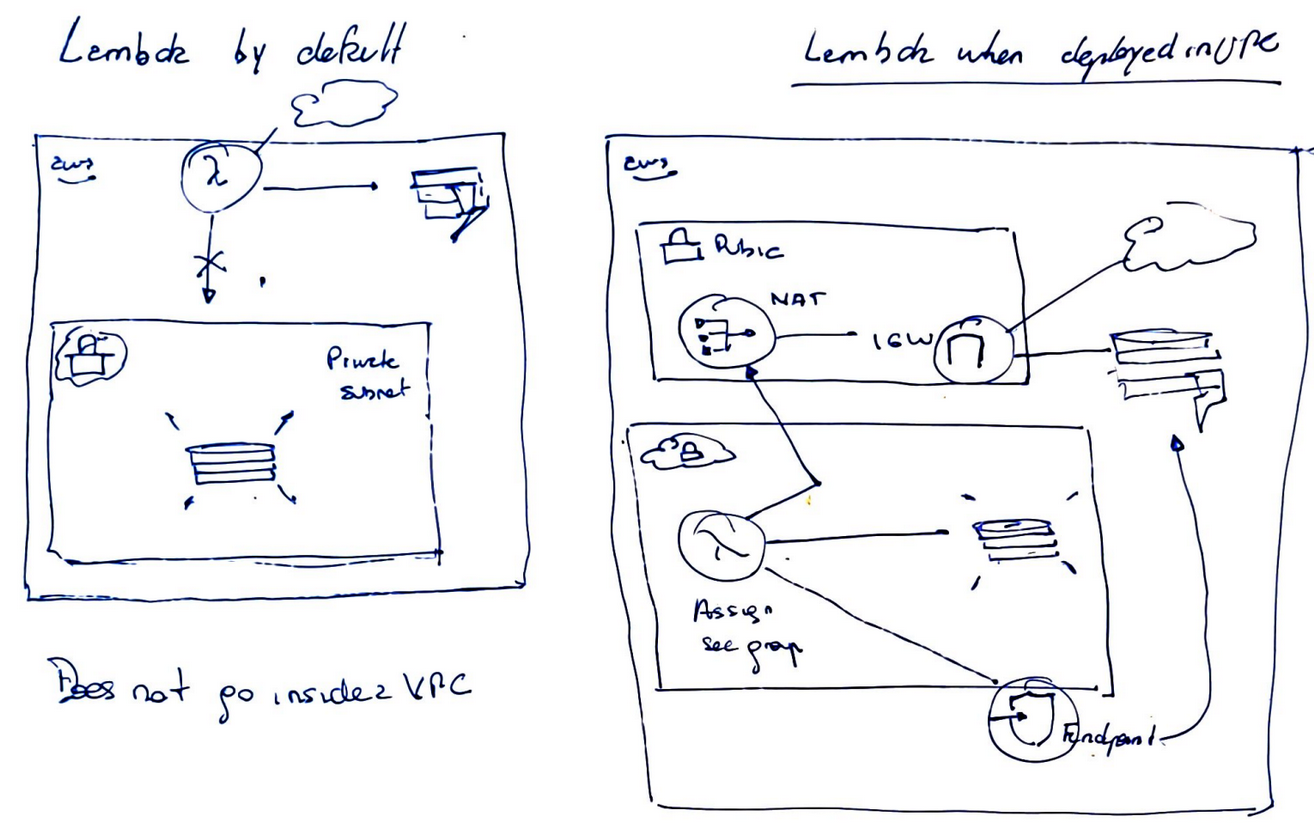 Lambda by default
Lambda when deployed in VPC
aws
λ
Private
subnet
Does not go inside a VPC
aws
Public
NAT
IGW
λ
Assign
sec group
Endpoint